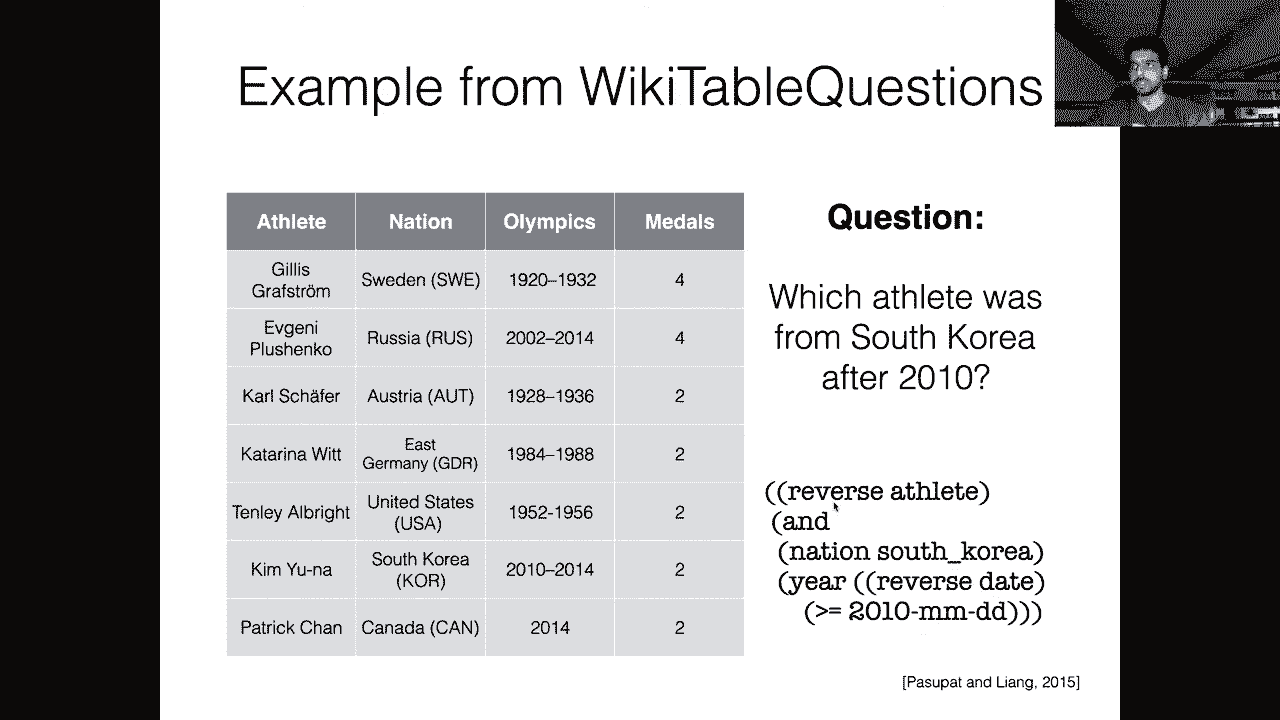 Example from WikiTableQuestions
Athlete Nation Olympics Medals
Gillis
Grafström
Sweden (SWE) 1920–1932 4
Evgeni
Plushenko
Russia (RUS) 2002–2014 4
Karl Schäfer Austria (AUT) 1928–1936 2
Katarina Witt
East
Germany (GDR)
1984–1988 2
Tenley Albright
United States
(USA)
1952-1956 2
Kim Yu-na
South Korea
(KOR)
2010–2014 2
Patrick Chan Canada (CAN) 2014 2
Question:
Which athlete was
from South Korea
after 2010?
((reverse athlete)
(and
(nation south_korea)
(year ((reverse date)
(>= 2010-mm-dd)))
[Pasupat and Liang, 2015]